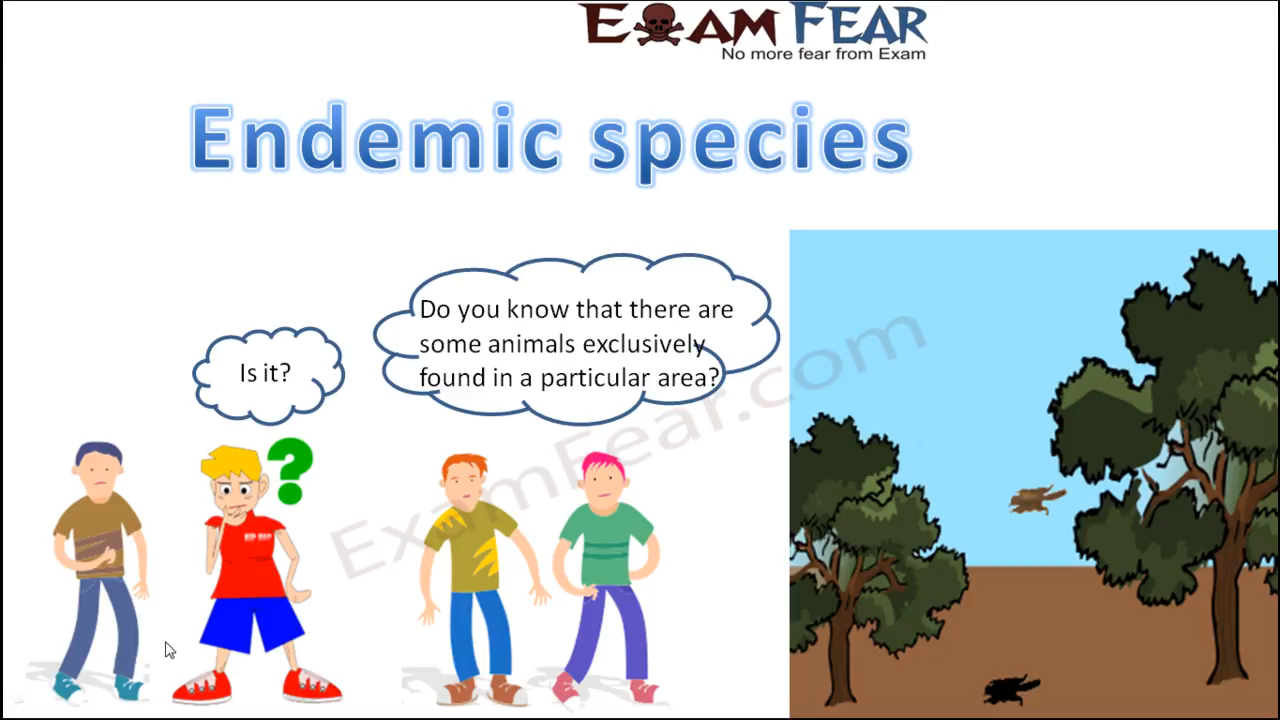 EXAM FEAR
No more fear from Exam
Endemic species
Do you know that there are
some animals exclusively
found in a particular area?
Is it?
?
ExamFear.com